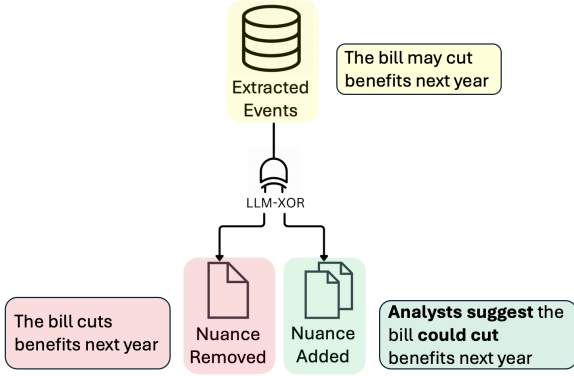 Extracted
Events
The bill may cut
benefits next year
LLM-XOR
The bill cuts
benefits next year
Nuance
Removed
Nuance
Added
Analysts suggest the
bill could cut
benefits next year